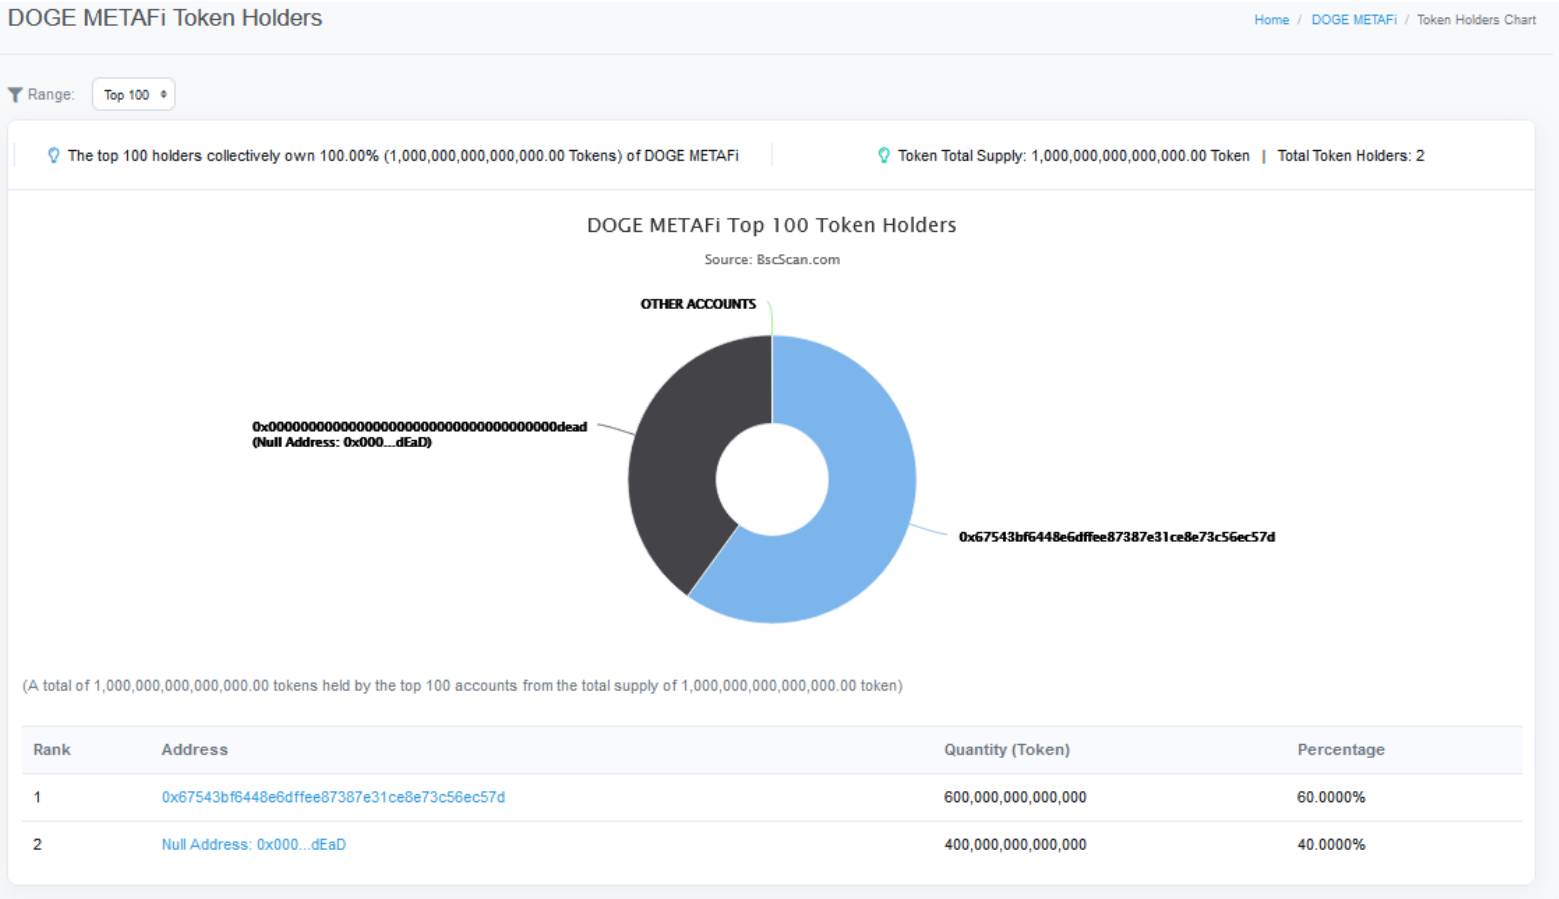 DOGE METAFi Token Holders
Home / DOGE METAFi / Token Holders Chart
Range: Top 100
The top 100 holders collectively own 100.00% (1,000,000,000,000,000.00 Tokens) of DOGE METAFi
Token Total Supply: 1,000,000,000,000,000.00 Token | Total Token Holders: 2
DOGE METAFi Top 100 Token Holders
Source: BscScan.com
OTHER ACCOUNTS
0x000000000000000000000000000000000000dead
(Null Address: 0x000...dEaD)
0x67543bf6448e6dffee87387e31ce8e73c56ec57d
(A total of 1,000,000,000,000,000.00 tokens held by the top 100 accounts from the total supply of 1,000,000,000,000,000.00 token)
Rank Address Quantity (Token) Percentage
1 0x67543bf6448e6dffee87387e31ce8e73c56ec57d 600,000,000,000,000 60.0000%
2 Null Address: 0x000...dEaD 400,000,000,000,000 40.0000%